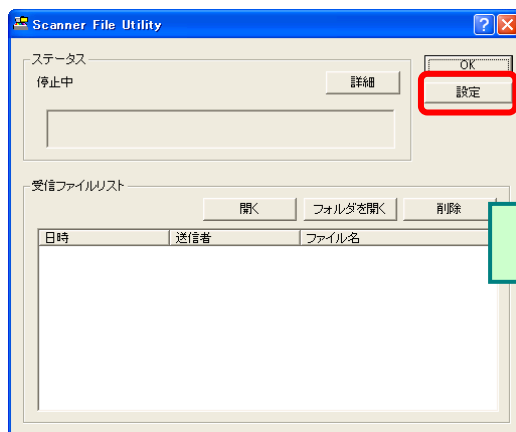 Scanner File Utility
ステータス
停止中
詳細
OK
設定
受信ファイルリスト
開く
フォルダを開く
削除
日時
送信者
ファイル名